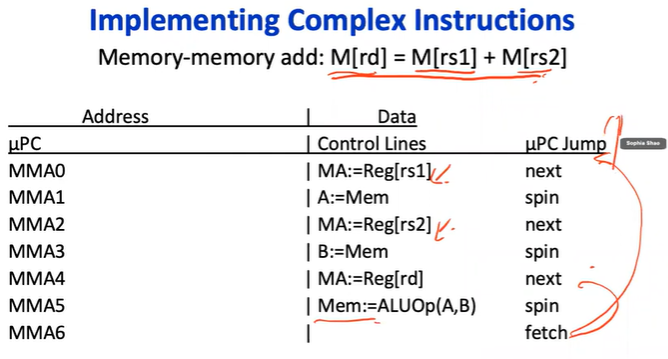 Implementing Complex Instructions
Memory-memory add: M[rd] = M[rs1] + M[rs2]
Address | Data
μPC | Control Lines μPC Jump
Sophia Shao
MMA0 | MA:=Reg[rs1] next
MMA1 | A:=Mem spin
MMA2 | MA:=Reg[rs2] next
MMA3 | B:=Mem spin
MMA4 | MA:=Reg[rd] next
MMA5 | Mem:=ALUOp(A,B) spin
MMA6 | fetch